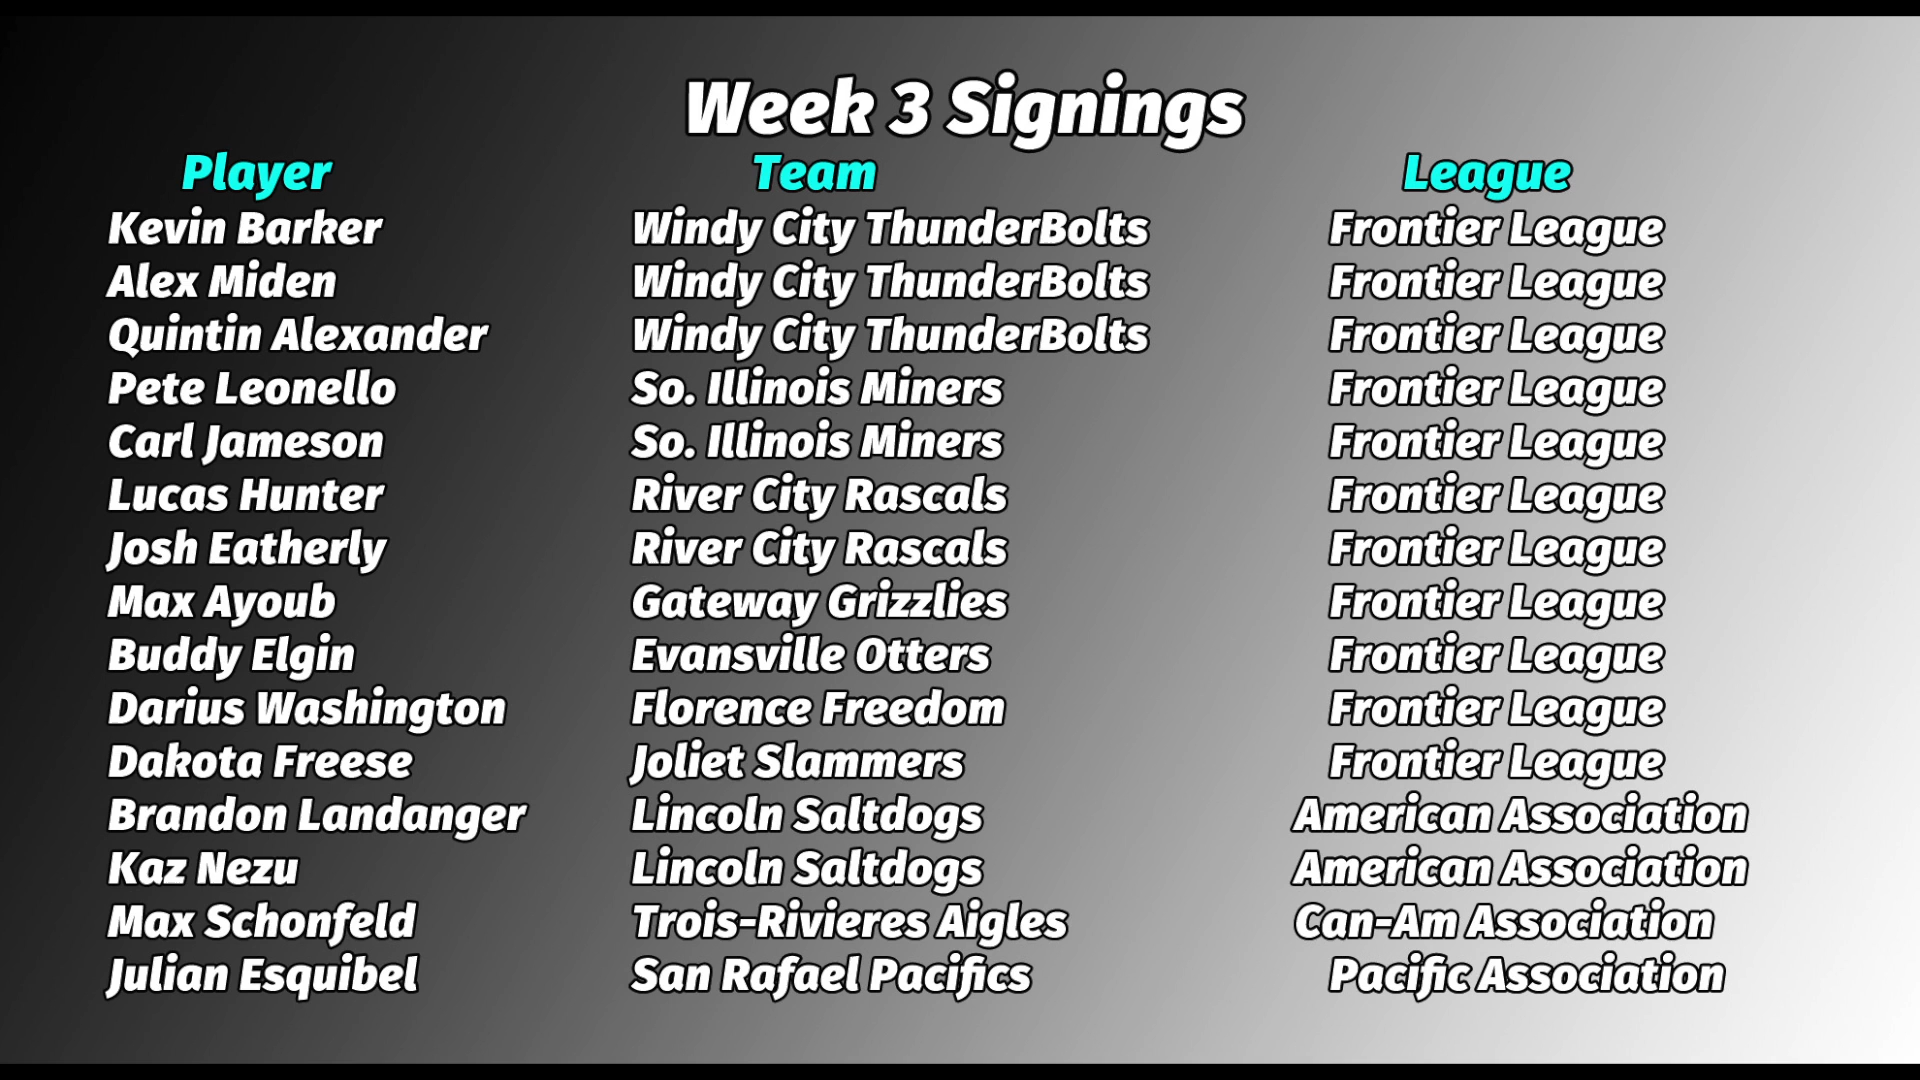 Week 3 Signings
Player Team League
Kevin Barker Windy City ThunderBolts Frontier League
Alex Miden Windy City ThunderBolts Frontier League
Quintin Alexander Windy City ThunderBolts Frontier League
Pete Leonello So. Illinois Miners Frontier League
Carl Jameson So. Illinois Miners Frontier League
Lucas Hunter River City Rascals Frontier League
Josh Eatherly River City Rascals Frontier League
Max Ayoub Gateway Grizzlies Frontier League
Buddy Elgin Evansville Otters Frontier League
Darius Washington Florence Freedom Frontier League
Dakota Freese Joliet Slammers Frontier League
Brandon Landanger Lincoln Saltdogs American Association
Kaz Nezu Lincoln Saltdogs American Association
Max Schonfeld Trois-Rivieres Aigles Can-Am Association
Julian Esquibel San Rafael Pacifics Pacific Association